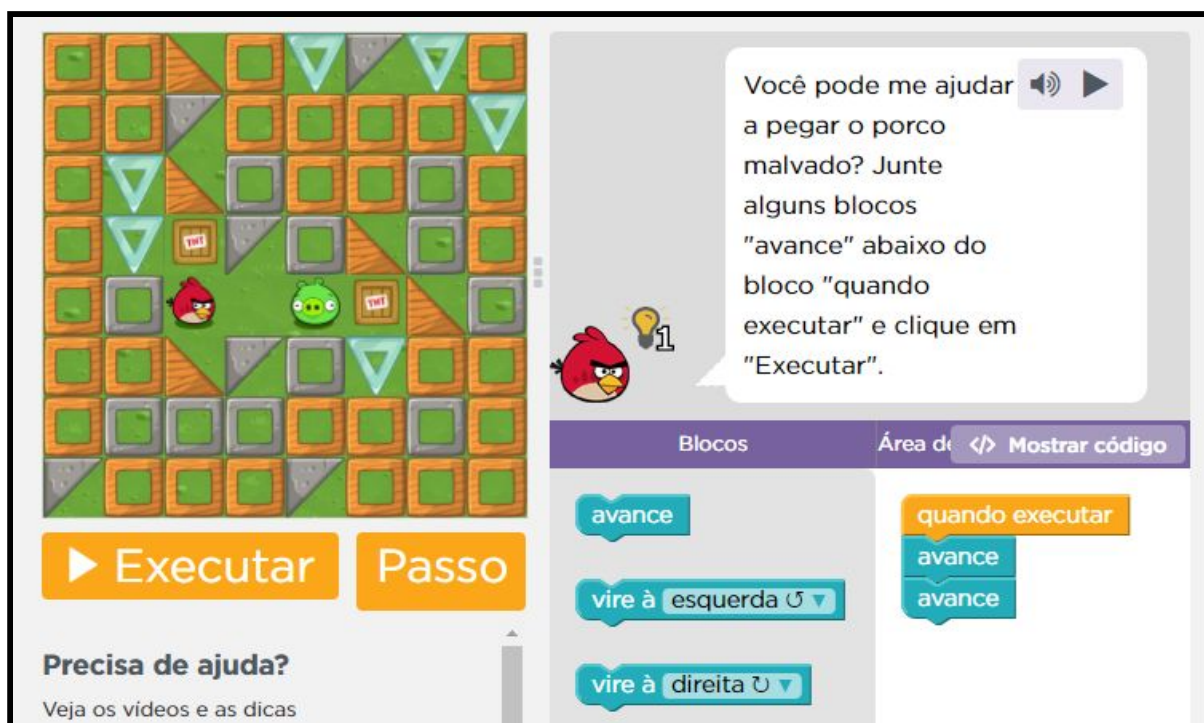 Você pode me ajudar
a pegar o porco
malvado? Junte
alguns blocos
"avance" abaixo do
bloco "quando
executar" e clique em
"Executar".
1
TNT
TNT
Blocos
Área de
</> Mostrar código
avance
vire à esquerda ↺ ▼
vire à direita ↻ ▼
quando executar
avance
avance
Executar
Passo
Precisa de ajuda?
Veja os vídeos e as dicas